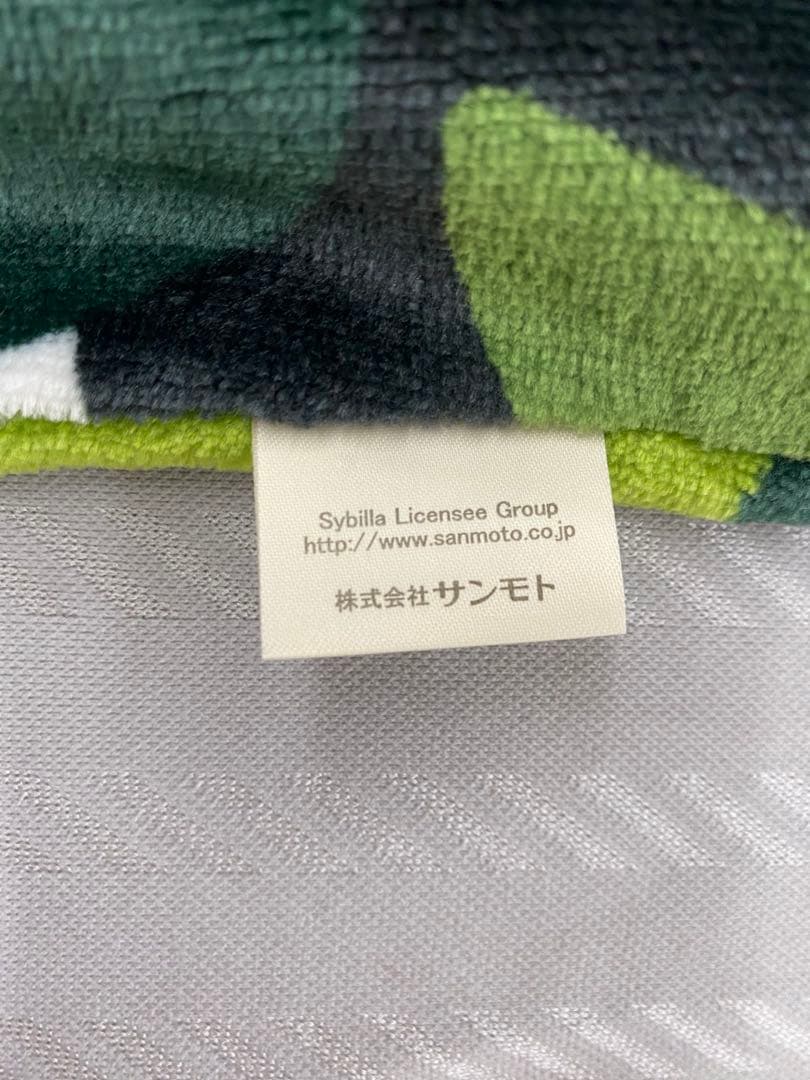 Sybilla Licensee Group
http://www.sanmoto.co.jp
株式会社サンモト